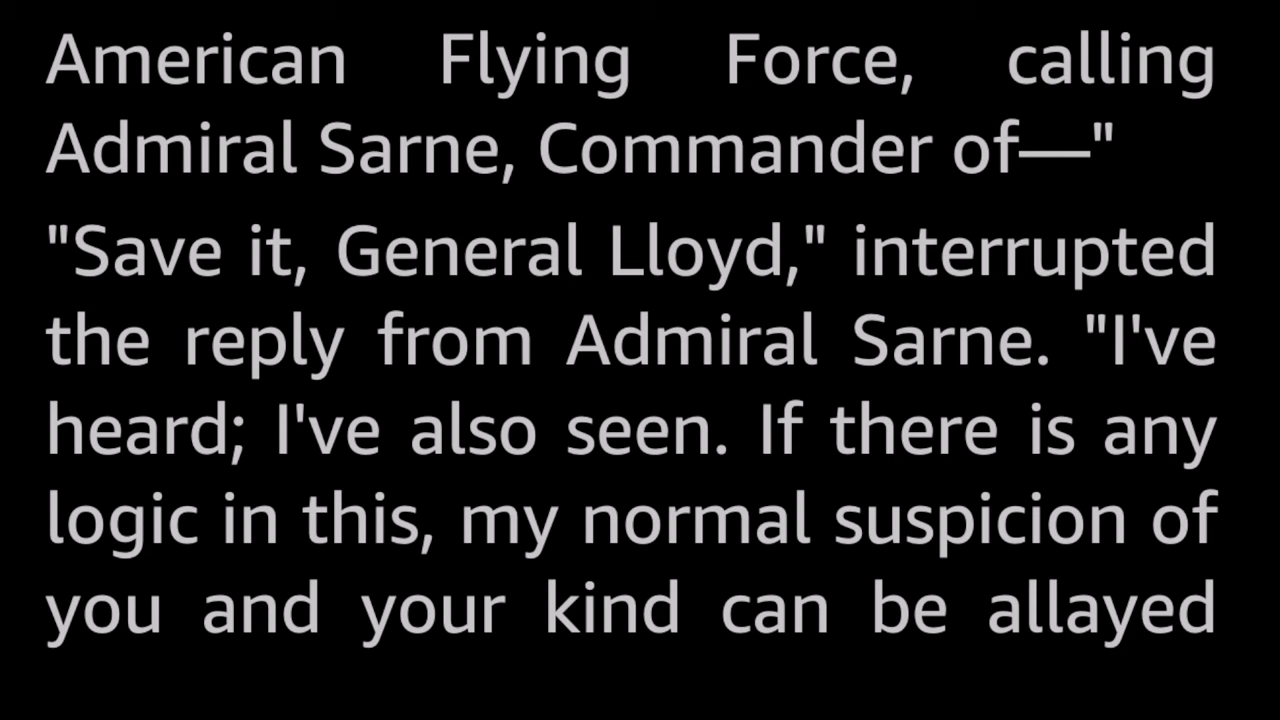 American Flying Force, calling
Admiral Sarne, Commander of—"
"Save it, General Lloyd," interrupted
the reply from Admiral Sarne. "I've
heard; I've also seen. If there is any
logic in this, my normal suspicion of
you and your kind can be allayed